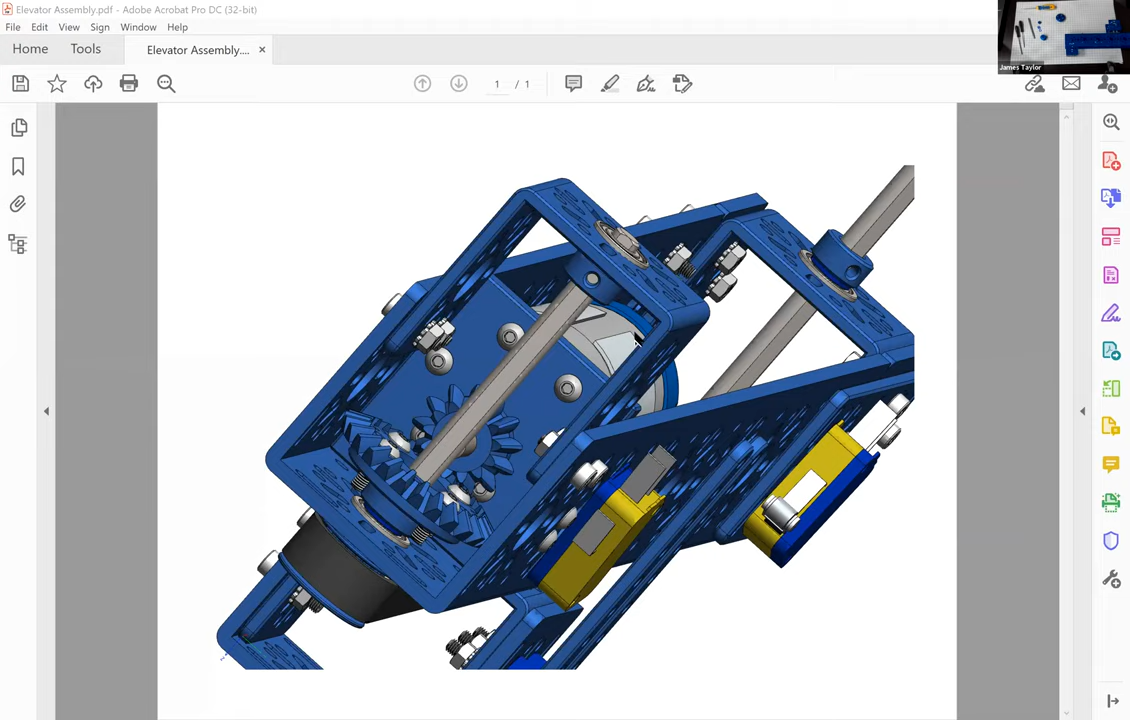 Elevator Assembly.pdf - Adobe Acrobat Pro DC (32-bit)
File Edit View Sign Window Help
Home Tools Elevator Assembly....
1 / 1
James Taylor